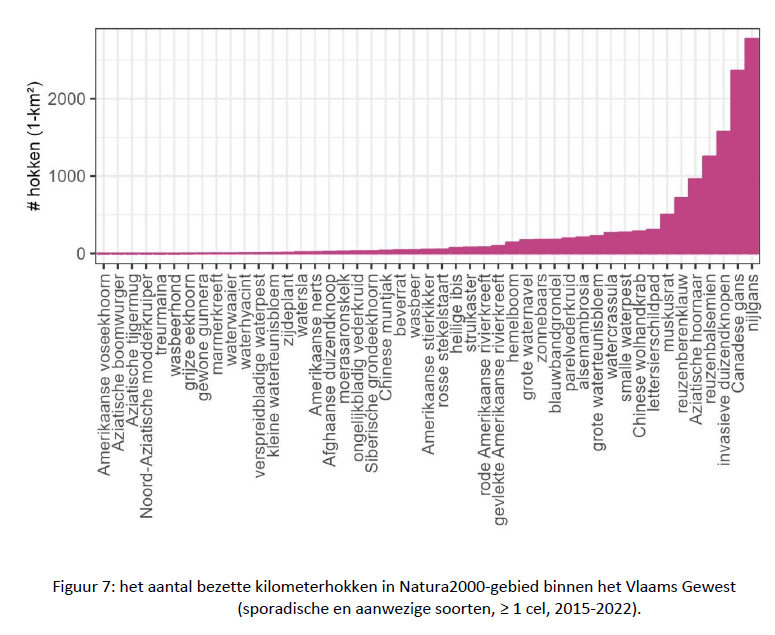 # hokken (1-km²)
2000
1000
0
Amerikaanse voseekhoorn
Aziatische boomwurger
Aziatische tijgermug
Noord-Aziatische modderkruiper
treurmaina
wasbeerhond
grijze eekhoorn
gewone gunnera
marmerkreeft
waterwaaier
waterhyacint
verspreidbladige waterpest
kleine waterteunisbloem
zijdeplant
watersla
Amerikaanse nerts
Afghaanse duizendknoop
moerasaronskelk
ongelijkbladig vederkruid
Siberische grondeekhoorn
Chinese muntjak
beverrat
wasbeer
Amerikaanse stierkikker
rosse stekelstaart
heilige ibis
struikaster
rode Amerikaanse rivierkreeft
gevlekte Amerikaanse rivierkreeft
hemelboom
grote waternavel
zonnebaars
blauwbandgrondel
parelvederkruid
alsemambrosia
grote waterteunisbloem
watercrassula
smalle waterpest
Chinese wolhandkrab
lettersierschildpad
muskusrat
reuzenberenklauw
Aziatische hoornaar
reuzenbalsemien
invasieve duizendknopen
Canadese gans
nijlgans
Figuur 7: het aantal bezette kilometerhokken in Natura2000-gebied binnen het Vlaams Gewest
(sporadische en aanwezige soorten, ≥ 1 cel, 2015-2022).